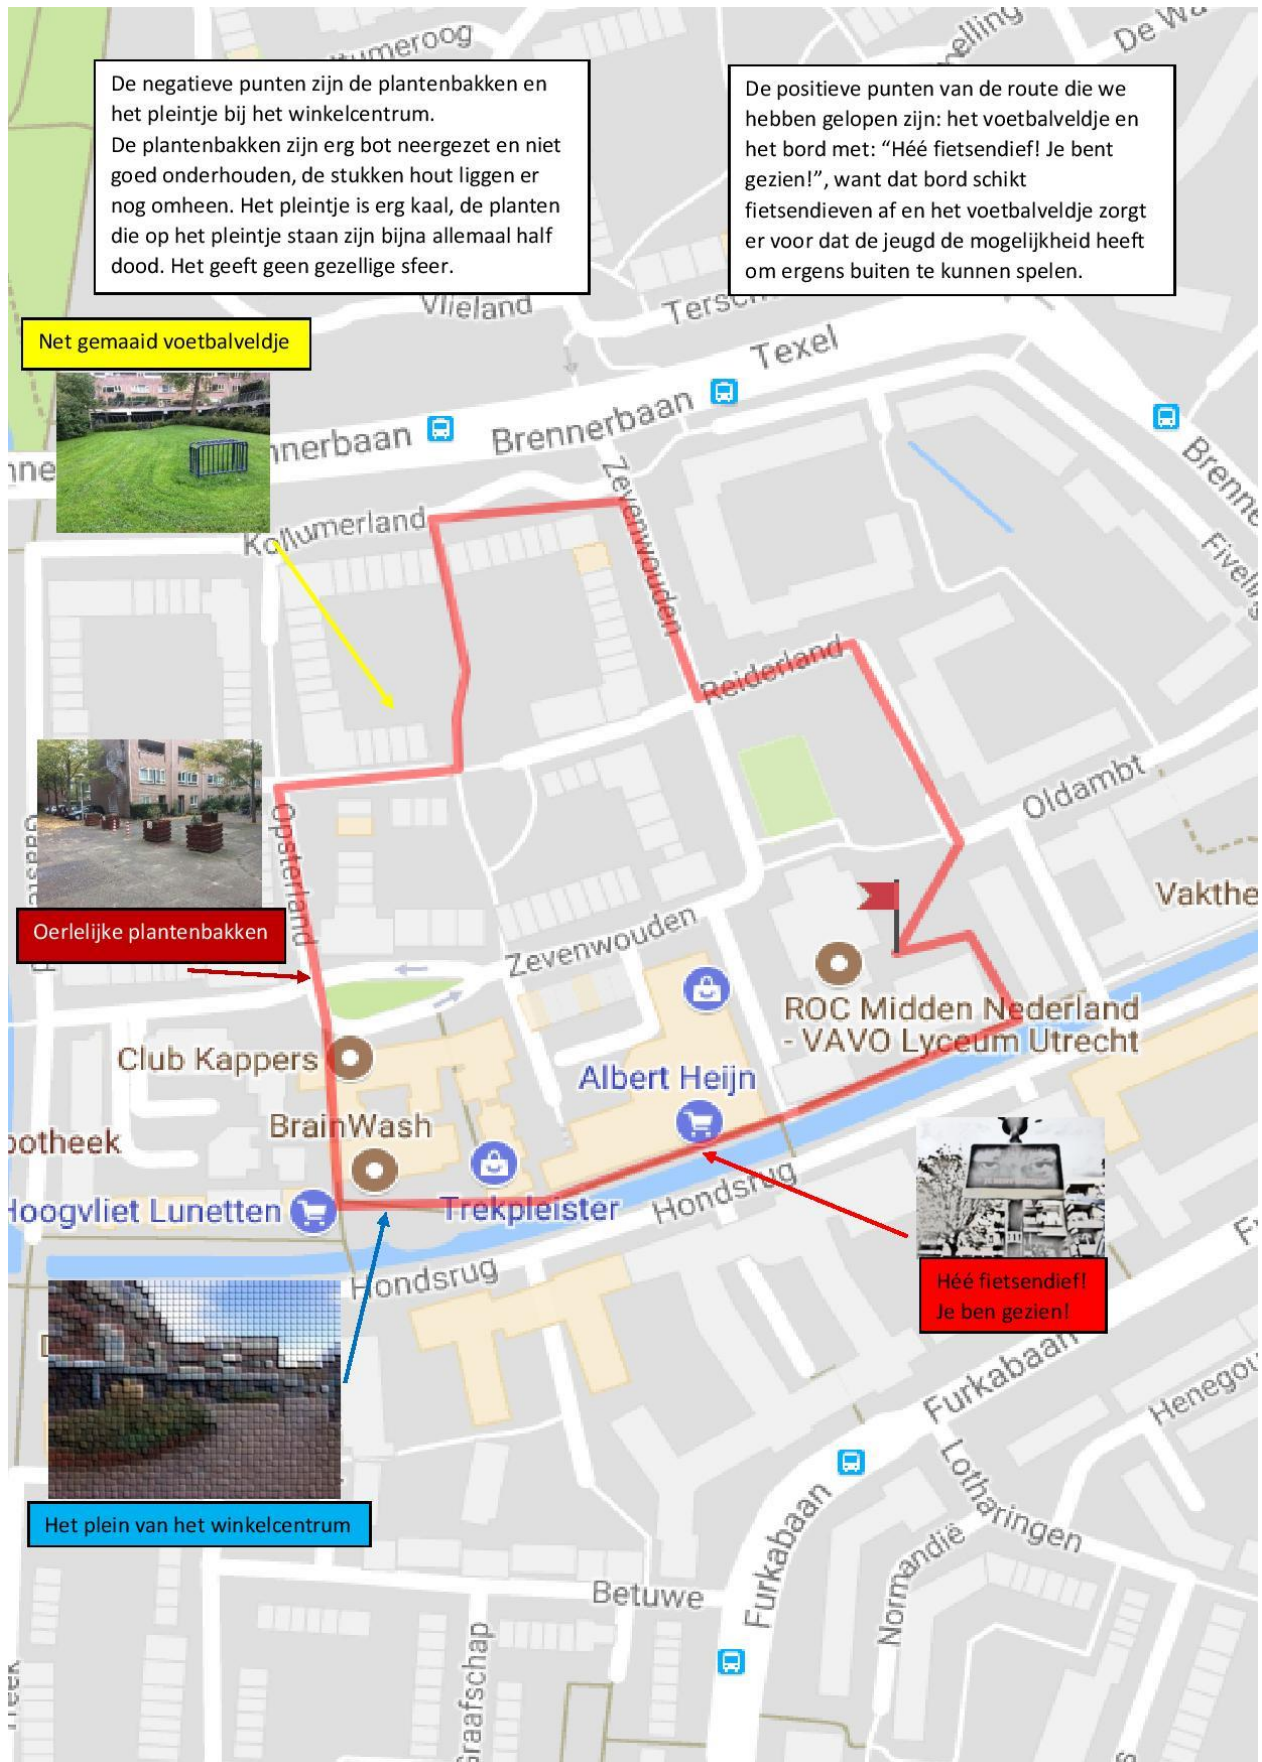 De negatieve punten zijn de plantenbakken en
het pleintje bij het winkelcentrum.
De plantenbakken zijn erg bot neergezet en niet
goed onderhouden, de stukken hout liggen er
nog omheen. Het pleintje is erg kaal, de planten
die op het pleintje staan zijn bijna allemaal half
dood. Het geeft geen gezellige sfeer.
De positieve punten van de route die we
hebben gelopen zijn: het voetbalveldje en
het bord met: “Héé fietsendief! Je bent
gezien!”, want dat bord schikt
fietsendieven af en het voetbalveldje zorgt
er voor dat de jeugd de mogelijkheid heeft
om ergens buiten te kunnen spelen.
Vlieland
Texel
Net gemaaid voetbalveldje
nnerbaan
Brennerbaan
Kollumerland
Zevenwouden
Reiderland
Oldambt
Opsterland
Oerlelijke plantenbakken
Zevenwouden
Vakthe
ROC Midden Nederland
- VAVO Lyceum Utrecht
Club Kappers
Albert Heijn
BrainWash
potheek
Hoogvliet Lunetten
Trekpleister
Hondsrug
Hondsrug
Héé fietsendief!
Je ben gezien!
Furkabaan
Henegou
Lotharingen
Het plein van het winkelcentrum
Furkabaan
Normandië
Betuwe
Graafschap